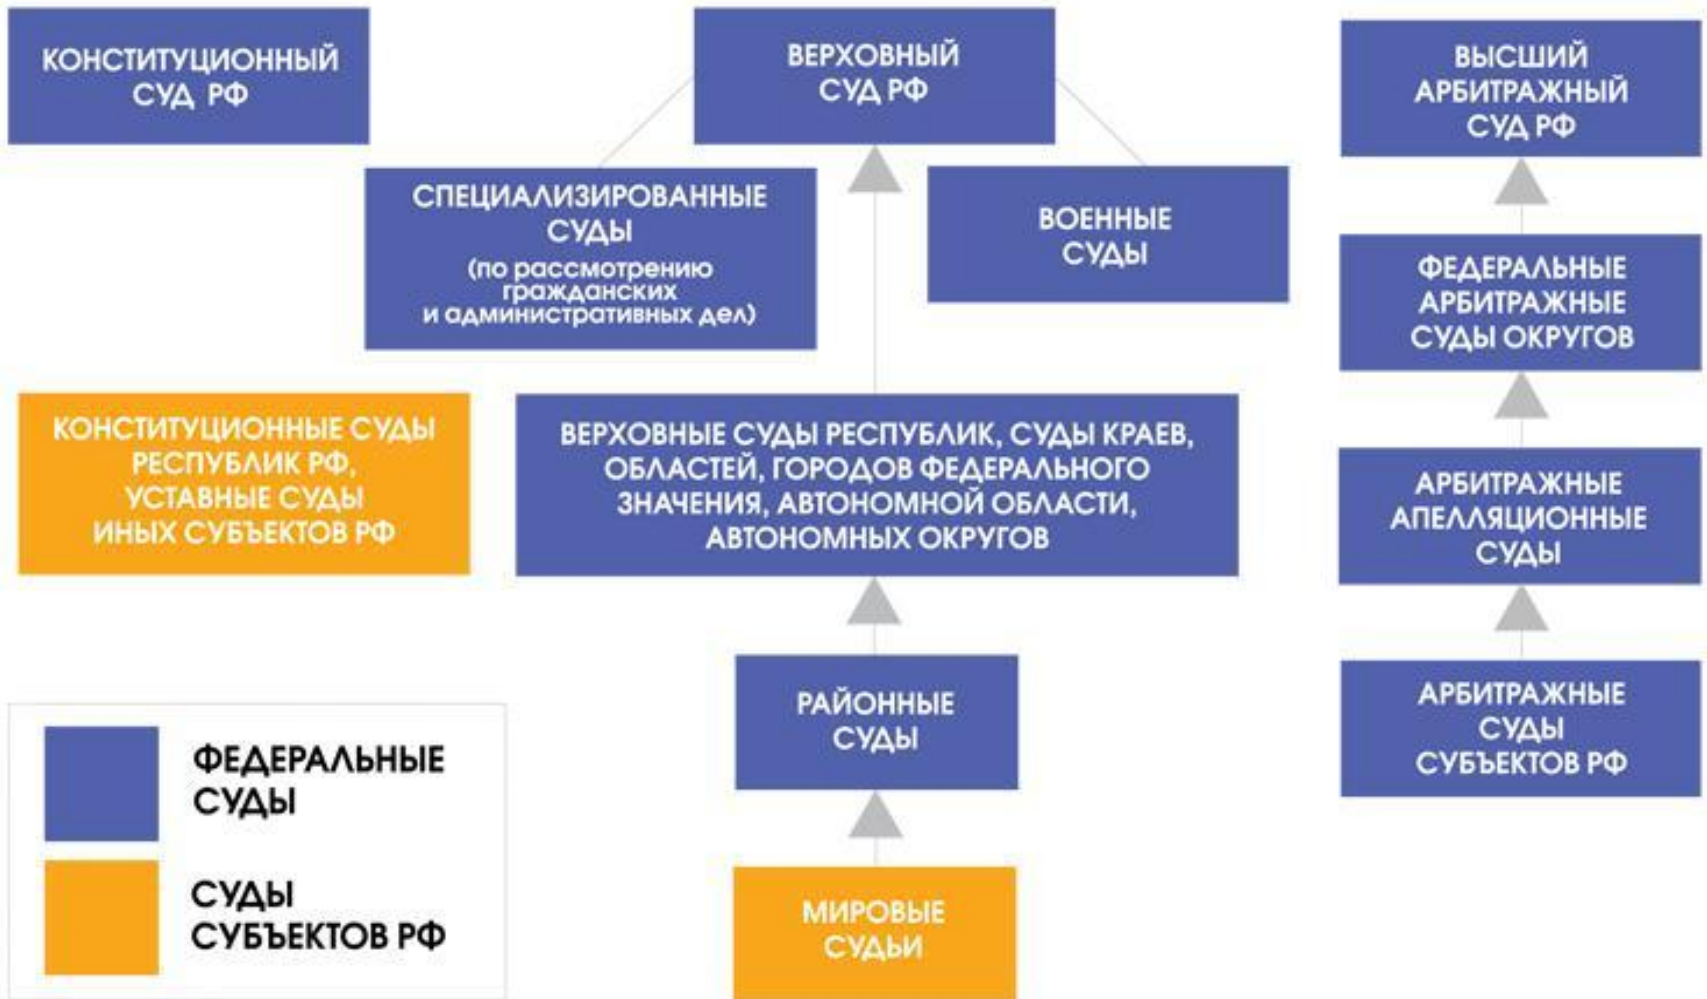 КОНСТИТУЦИОННЫЙ
СУД РФ
ВЕРХОВНЫЙ
СУД РФ
ВЫСШИЙ
АРБИТРАЖНЫЙ
СУД РФ
СПЕЦИАЛИЗИРОВАННЫЕ
СУДЫ
(по рассмотрению
гражданских
и административных дел)
ВОЕННЫЕ
СУДЫ
ФЕДЕРАЛЬНЫЕ
АРБИТРАЖНЫЕ
СУДЫ ОКРУГОВ
КОНСТИТУЦИОННЫЕ СУДЫ
РЕСПУБЛИК РФ,
УСТАВНЫЕ СУДЫ
ИНЫХ СУБЪЕКТОВ РФ
ВЕРХОВНЫЕ СУДЫ РЕСПУБЛИК, СУДЫ КРАЕВ,
ОБЛАСТЕЙ, ГОРОДОВ ФЕДЕРАЛЬНОГО
ЗНАЧЕНИЯ, АВТОНОМНОЙ ОБЛАСТИ,
АВТОНОМНЫХ ОКРУГОВ
АРБИТРАЖНЫЕ
АПЕЛЛЯЦИОННЫЕ
СУДЫ
РАЙОННЫЕ
СУДЫ
АРБИТРАЖНЫЕ
СУДЫ
СУБЪЕКТОВ РФ
ФЕДЕРАЛЬНЫЕ
СУДЫ
СУДЫ
СУБЪЕКТОВ РФ
МИРОВЫЕ
СУДЬИ